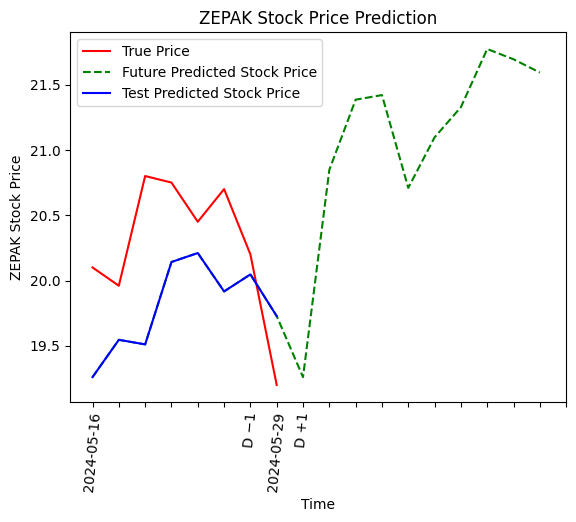 ZEPAK Stock Price Prediction
True Price
Future Predicted Stock Price
Test Predicted Stock Price
ZEPAK Stock Price
21.5
21.0
20.5
20.0
19.5
2024-05-16
D −1
2024-05-29
D +1
Time